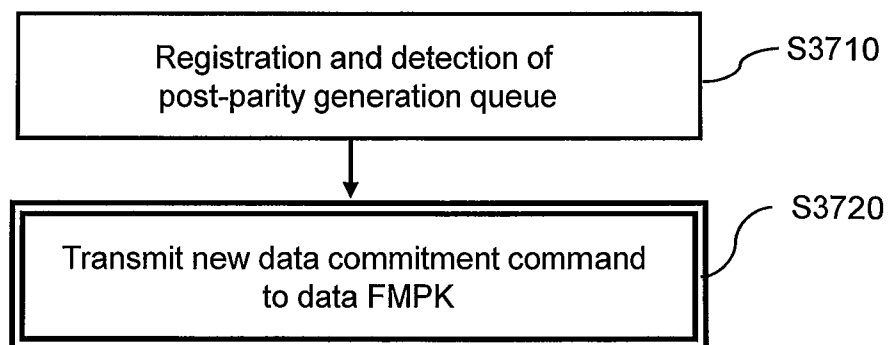 Registration and detection of
post-parity generation queue
S3710
Transmit new data commitment command
to data FMPK
S3720